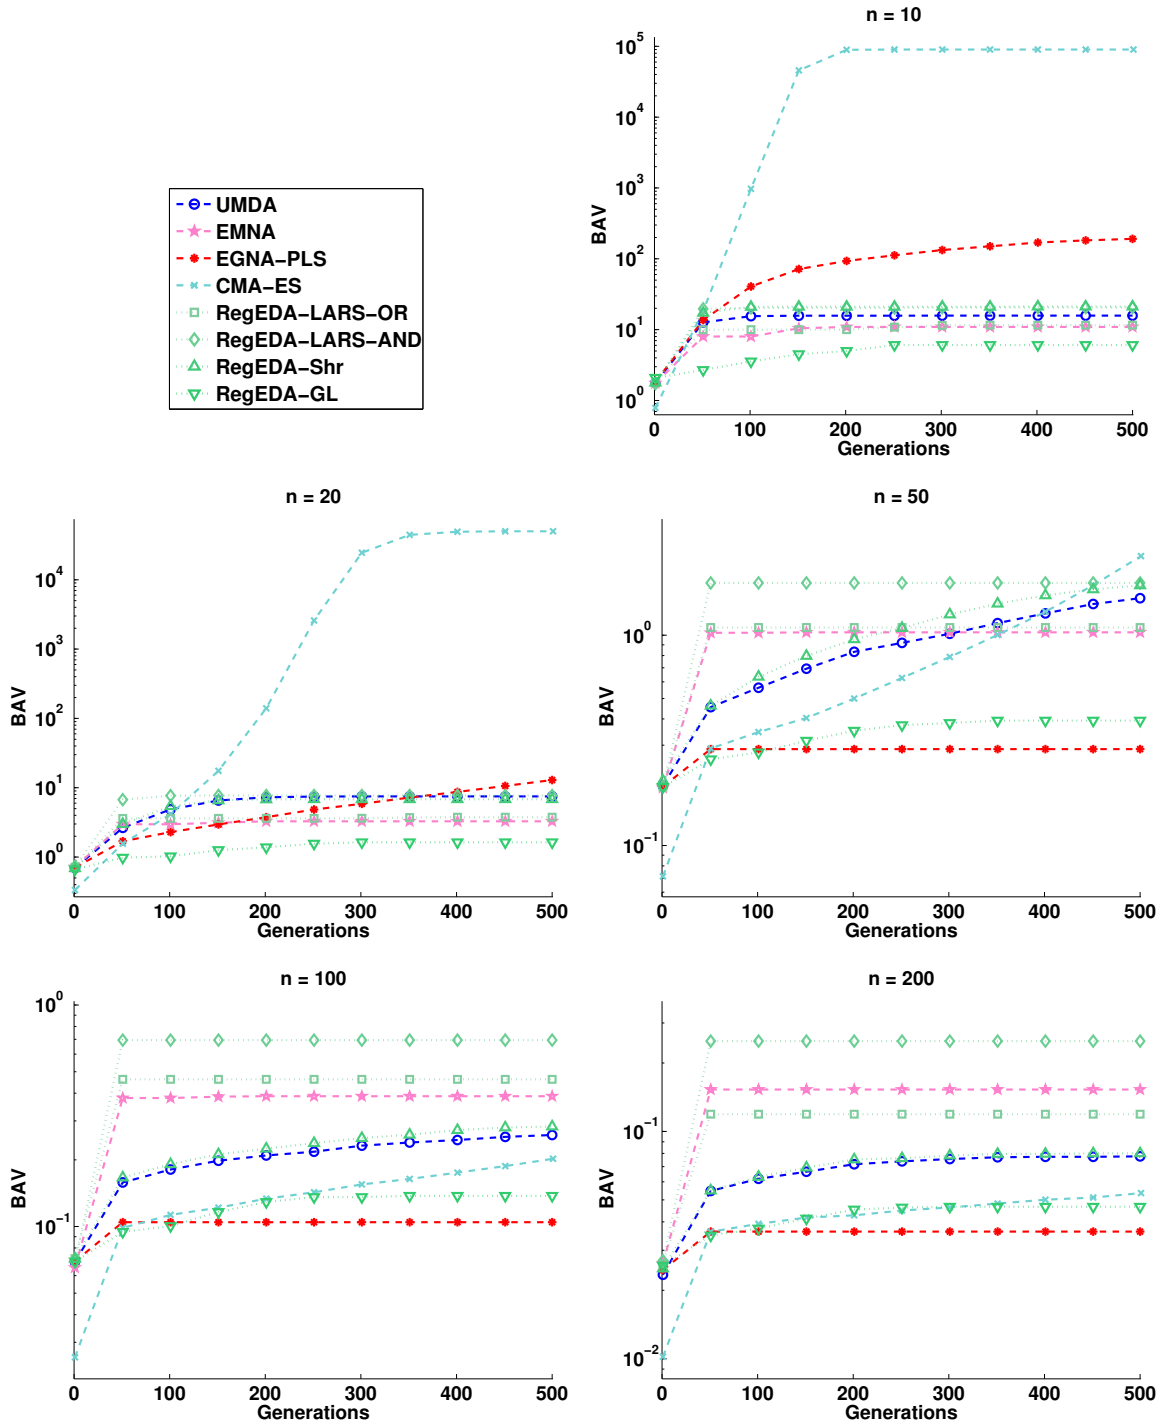 n = 10
10^5
10^4
10^3
10^2
10^1
10^0
BAV
0 100 200 300 400 500
Generations
UMDA
EMNA
EGNA−PLS
CMA−ES
RegEDA−LARS−OR
RegEDA−LARS−AND
RegEDA−Shr
RegEDA−GL
n = 20
10^4
10^3
10^2
10^1
10^0
BAV
0 100 200 300 400 500
Generations
n = 50
10^0
10^−1
BAV
0 100 200 300 400 500
Generations
n = 100
10^0
10^−1
BAV
0 100 200 300 400 500
Generations
n = 200
10^−1
10^−2
BAV
0 100 200 300 400 500
Generations